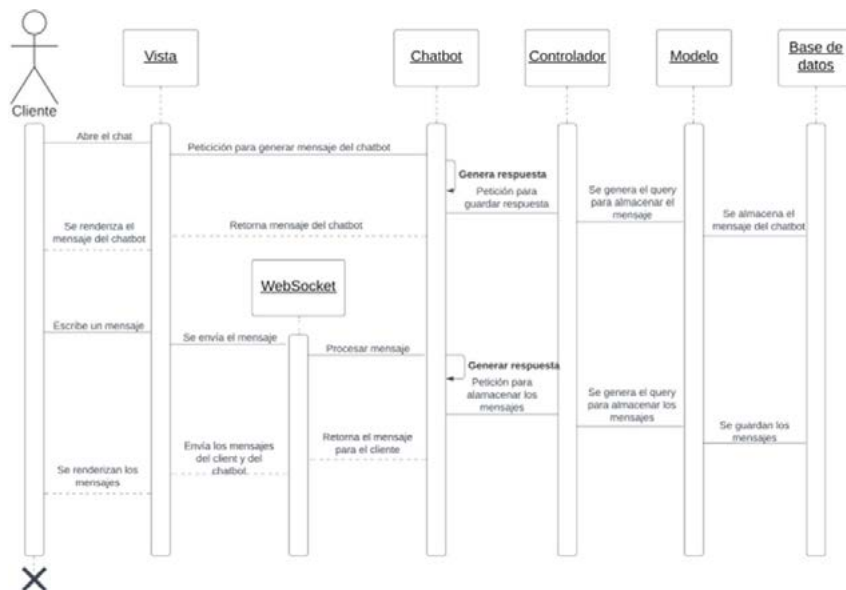 Cliente
Vista
Chatbot
Controlador
Modelo
Base de
datos
Abre el chat
Peticición para generar mensaje del chatbot
Genera respuesta
Petición para
guardar respuesta
Se genera el query
para almacenar el
mensaje
Se almacena el
mensaje del chatbot
Retorna mensaje del chatbot
Se renderiza el
mensaje del chatbot
WebSocket
Escribe un mensaje
Se envía el mensaje
Procesar mensaje
Generar respuesta
Petición para
alamacenar los
mensajes
Se genera el query
para almacenar los
mensajes
Se guardan los
mensajes
Retorna el mensaje
para el cliente
Envía los mensajes
del client y del
chatbot.
Se renderizan los
mensajes